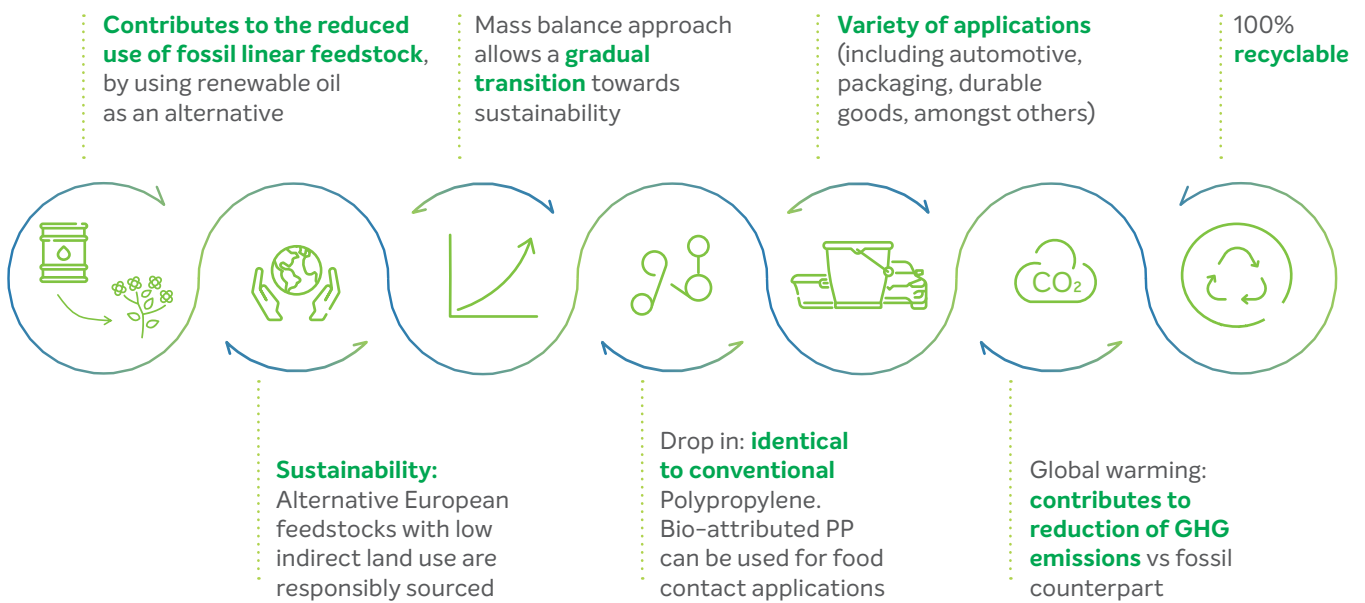 Contributes to the reduced
use of fossil linear feedstock,
by using renewable oil
as an alternative
Mass balance approach
allows a gradual
transition towards
sustainability
Variety of applications
(including automotive,
packaging, durable
goods, amongst others)
100%
recyclable
CO₂
Sustainability:
Alternative European
feedstocks with low
indirect land use are
responsibly sourced
Drop in: identical
to conventional
Polypropylene.
Bio-attributed PP
can be used for food
contact applications
Global warming:
contributes to
reduction of GHG
emissions vs fossil
counterpart